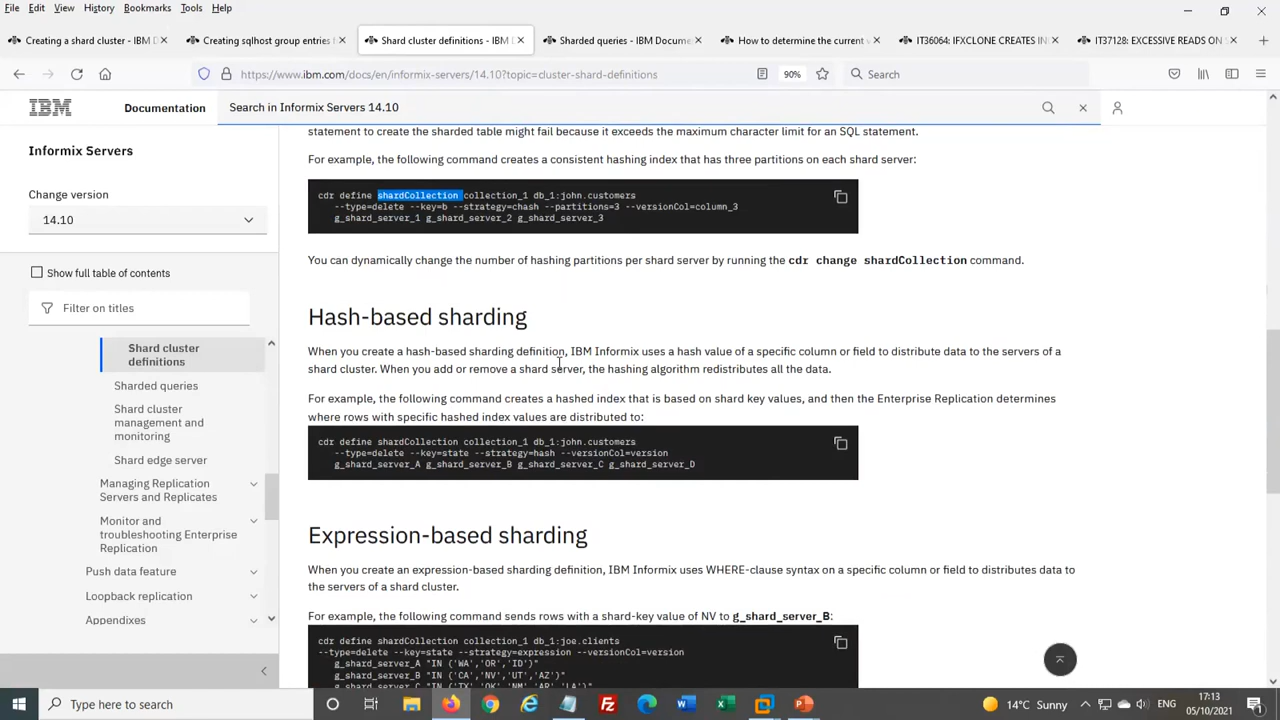 File Edit View History Bookmarks Tools Help
Creating a shard cluster - IBM D
Creating sqlhost group entries f
Shard cluster definitions - IBM D
Sharded queries - IBM Docume
How to determine the current v
IT36064: IFXCLONE CREATES IN
IT37128: EXCESSIVE READS ON S
https://www.ibm.com/docs/en/informix-servers/14.10?topic=cluster-shard-definitions
90%
Search
IBM
Documentation
Search in Informix Servers 14.10
Informix Servers
Change version
14.10
Show full table of contents
Filter on titles
Shard cluster
definitions
Sharded queries
Shard cluster
management and
monitoring
Shard edge server
Managing Replication
Servers and Replicates
Monitor and
troubleshooting Enterprise
Replication
Push data feature
Loopback replication
Appendixes
statement to create the sharded table might fail because it exceeds the maximum character limit for an SQL statement.
For example, the following command creates a consistent hashing index that has three partitions on each shard server:
cdr define shardCollection collection_1 db_1:john.customers
--type=delete --key=b --strategy=chash --partitions=3 --versionCol=column_3
g_shard_server_1 g_shard_server_2 g_shard_server_3
You can dynamically change the number of hashing partitions per shard server by running the cdr change shardCollection command.
Hash-based sharding
When you create a hash-based sharding definition, IBM Informix uses a hash value of a specific column or field to distribute data to the servers of a
shard cluster. When you add or remove a shard server, the hashing algorithm redistributes all the data.
For example, the following command creates a hashed index that is based on shard key values, and then the Enterprise Replication determines
where rows with specific hashed index values are distributed to:
cdr define shardCollection collection_1 db_1:john.customers
--type=delete --key=state --strategy=hash --versionCol=version
g_shard_server_A g_shard_server_B g_shard_server_C g_shard_server_D
Expression-based sharding
When you create an expression-based sharding definition, IBM Informix uses WHERE-clause syntax on a specific column or field to distributes data to
the servers of a shard cluster.
For example, the following command sends rows with a shard-key value of NV to g_shard_server_B:
cdr define shardCollection collection_1 db_1:joe.clients
--type=delete --key=state --strategy=expression --versionCol=version
g_shard_server_A "IN ('WA','OR','ID')"
g_shard_server_B "IN ('CA','NV','UT','AZ')"
g_shard_server_C "IN ('TX','OK','NM','AR','LA')"
Type here to search
14°C Sunny
ENG
17:13
05/10/2021